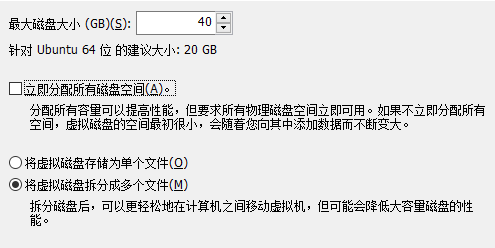 最大磁盘大小 (GB)(S): 40
针对 Ubuntu 64 位 的建议大小: 20 GB
立即分配所有磁盘空间(A)。
分配所有容量可以提高性能，但要求所有物理磁盘空间立即可用。如果不立即分配所有
空间，虚拟磁盘的空间最初很小，会随着您向其中添加数据而不断变大。
将虚拟磁盘存储为单个文件(O)
将虚拟磁盘拆分成多个文件(M)
拆分磁盘后，可以更轻松地在计算机之间移动虚拟机，但可能会降低大容量磁盘的性
能。